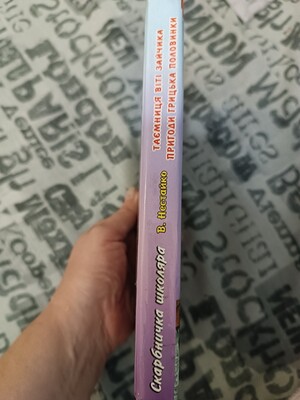 ТАЄМНИЦЯ ВІТІ ЗАЙЧИКА
ПРИГОДИ ГРИЦЬКА ПОЛОВИНКИ
В. Нестайко
Скарбничка школяра